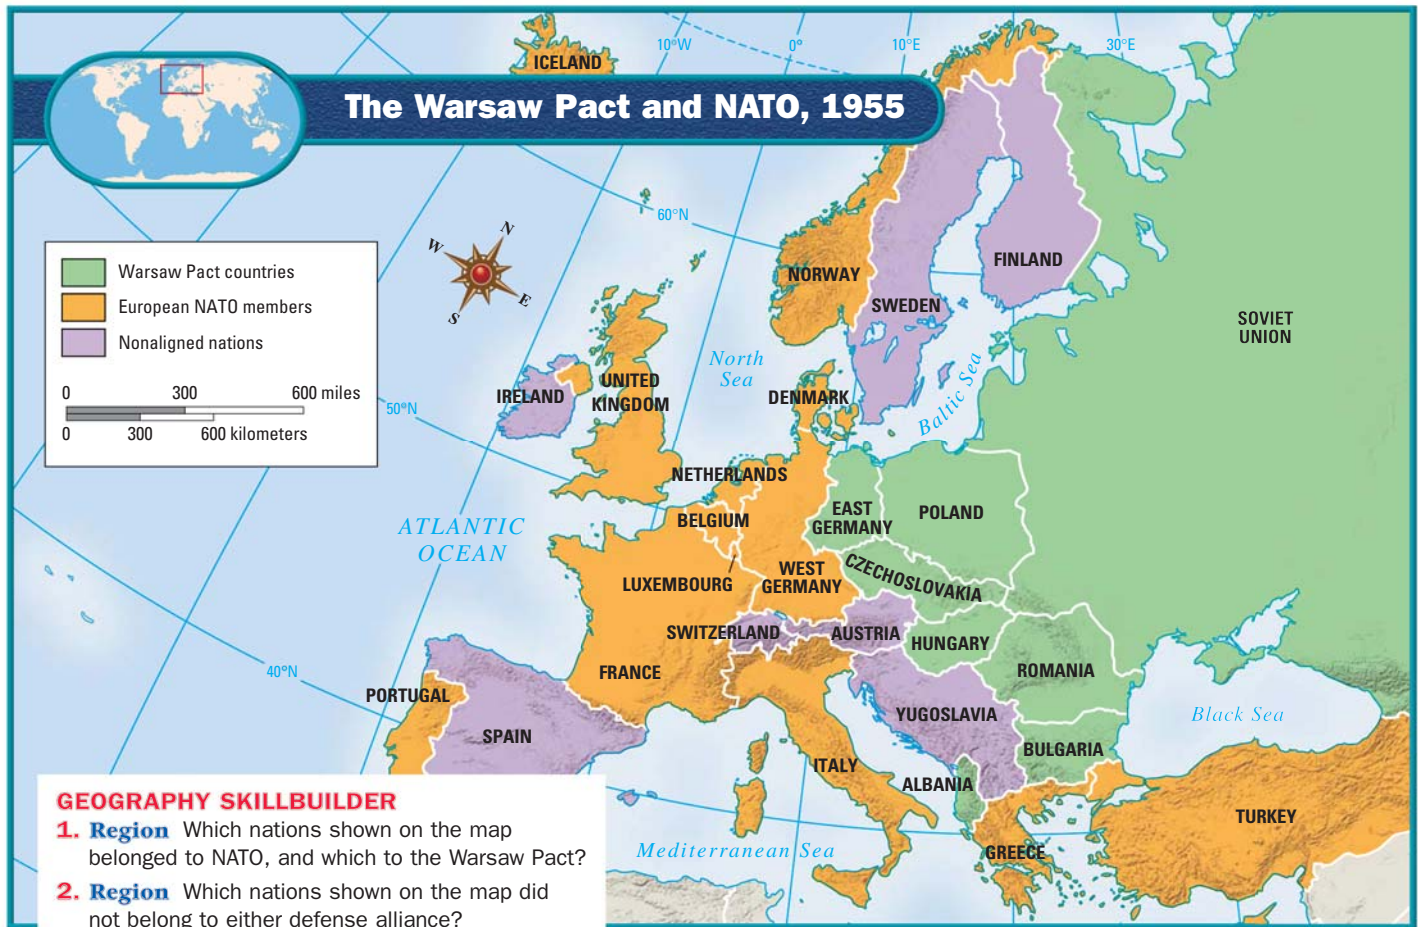 ICELAND
10°W
0°
10°E
30°E
The Warsaw Pact and NATO, 1955
60°N
N
W
E
S
Warsaw Pact countries
European NATO members
Nonaligned nations
0 300 600 miles
0 300 600 kilometers
NORWAY
FINLAND
SWEDEN
SOVIET
UNION
North
Sea
Baltic Sea
IRELAND
UNITED
KINGDOM
DENMARK
50°N
NETHERLANDS
ATLANTIC
OCEAN
BELGIUM
EAST
GERMANY
POLAND
LUXEMBOURG
WEST
GERMANY
CZECHOSLOVAKIA
SWITZERLAND
AUSTRIA
HUNGARY
40°N
FRANCE
ROMANIA
PORTUGAL
SPAIN
YUGOSLAVIA
Black Sea
BULGARIA
ITALY
ALBANIA
TURKEY
Mediterranean Sea
GREECE
GEOGRAPHY SKILLBUILDER
1. Region Which nations shown on the map
belonged to NATO, and which to the Warsaw Pact?
2. Region Which nations shown on the map did
not belong to either defense alliance?